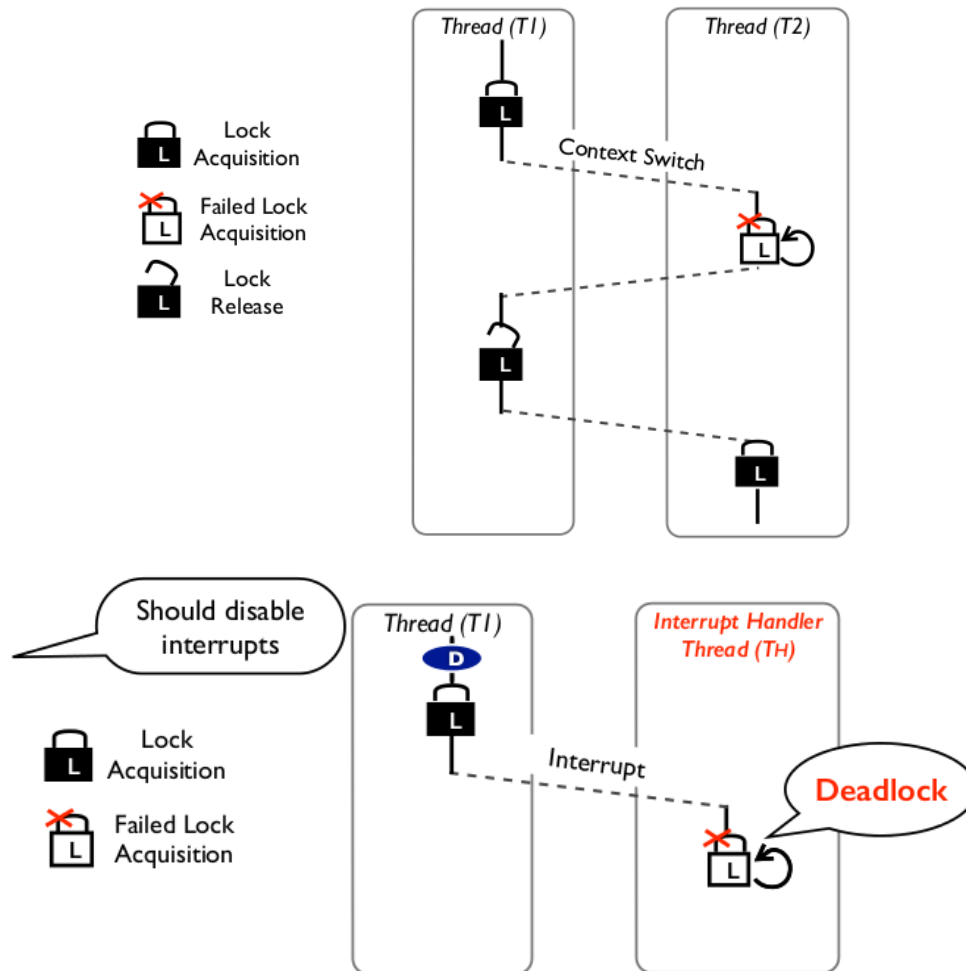 Thread (T1)
Thread (T2)
L
Lock
Acquisition
L
Context Switch
Failed Lock
Acquisition
L
L
Lock
Release
L
L
L
Should disable
interrupts
Thread (T1)
Interrupt Handler
Thread (TH)
D
L
Lock
Acquisition
L
Interrupt
Deadlock
Failed Lock
Acquisition
L
L